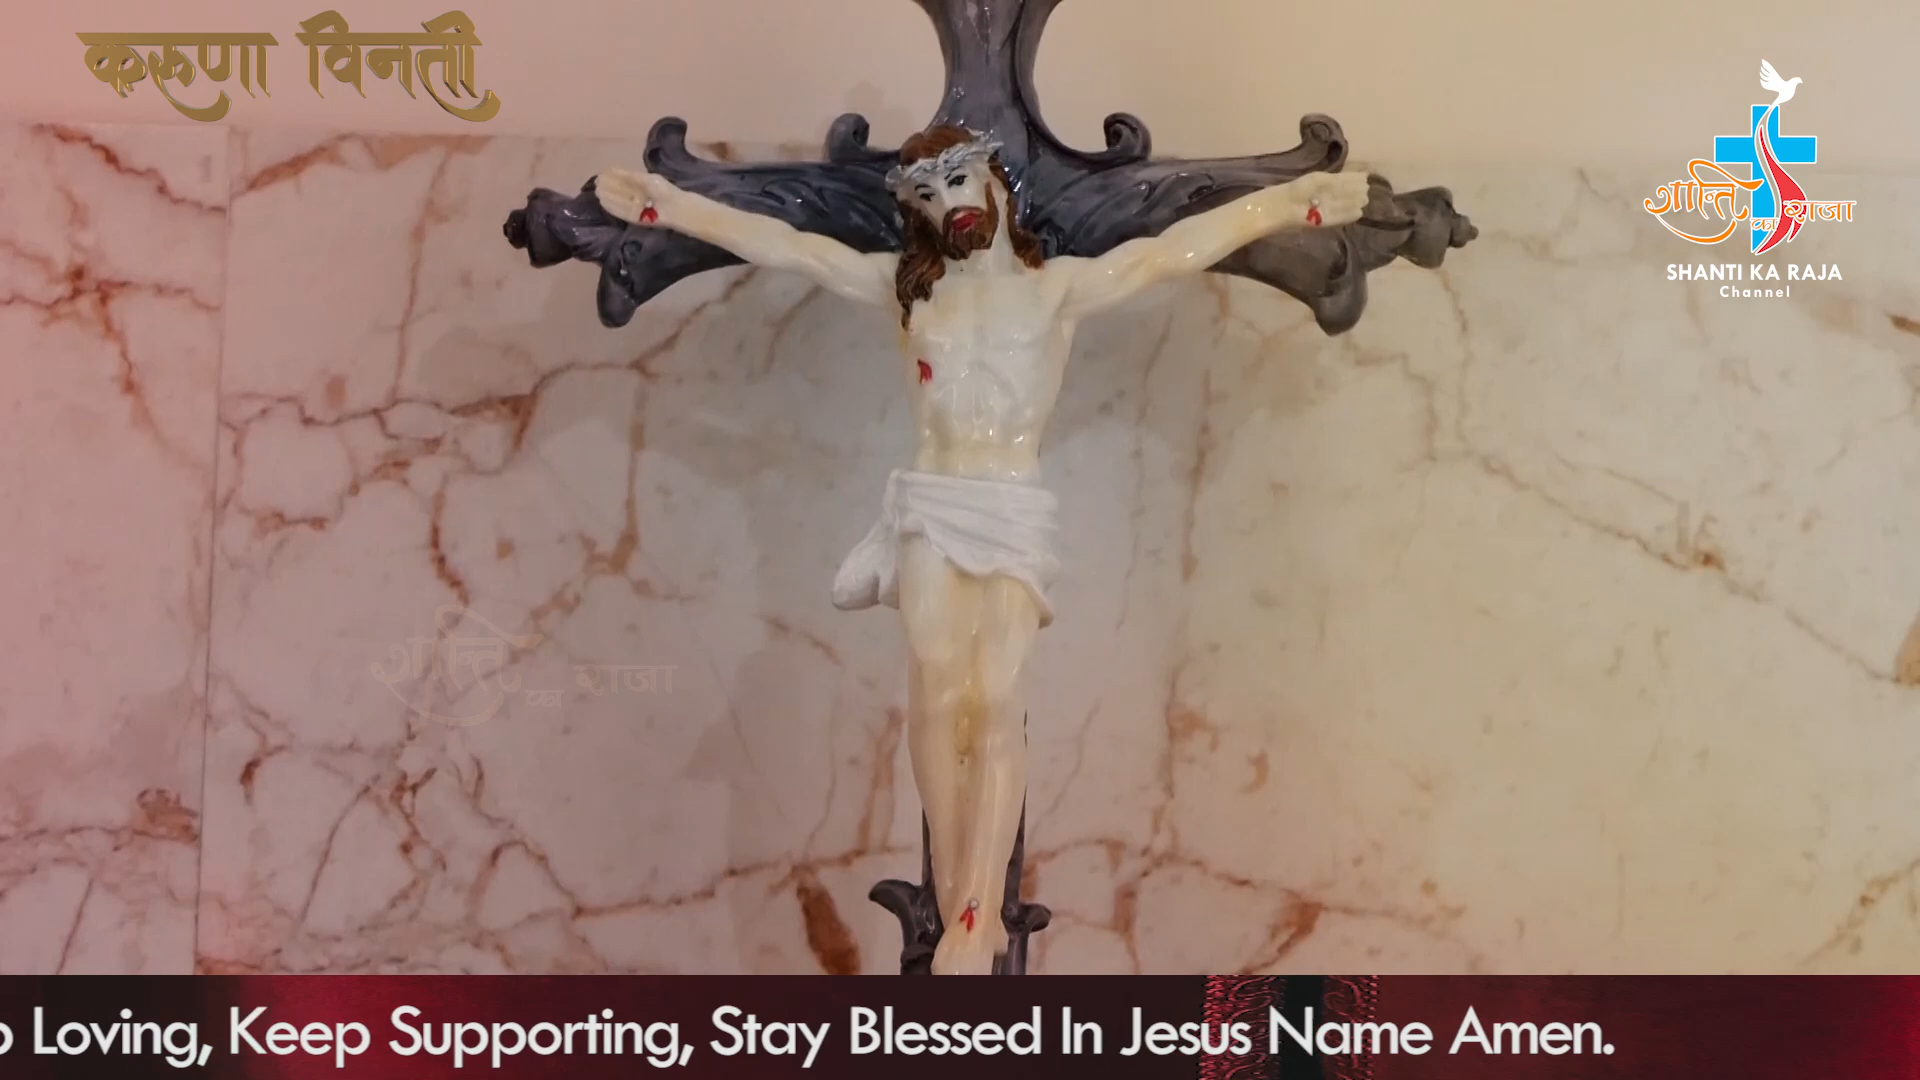 करुणा विनती
शान्ति का राजा
SHANTI KA RAJA
Channel
शान्ति का राजा
Loving, Keep Supporting, Stay Blessed In Jesus Name Amen.